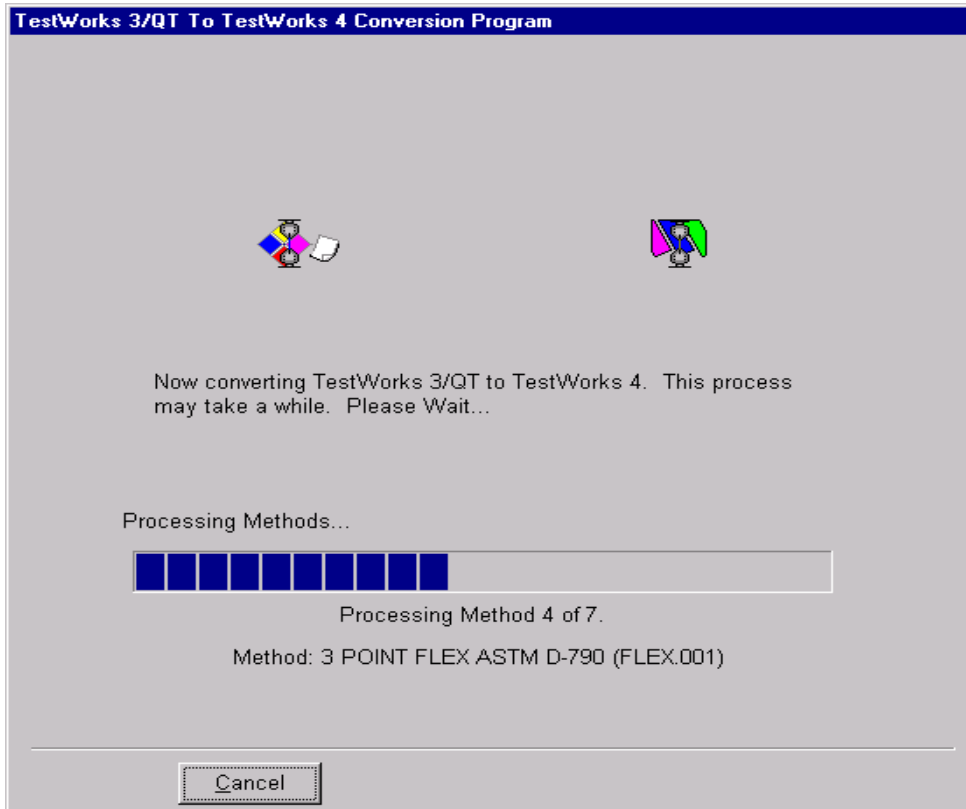 TestWorks 3/QT To TestWorks 4 Conversion Program
Now converting TestWorks 3/QT to TestWorks 4.  This process
may take a while.  Please Wait...
Processing Methods...
Processing Method 4 of 7.
Method: 3 POINT FLEX ASTM D-790 (FLEX.001)
Cancel